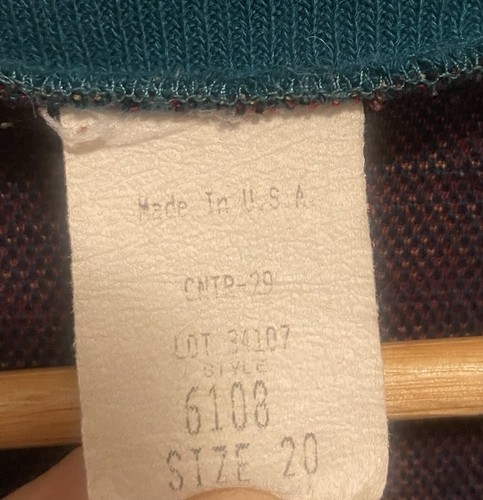 Made In U.S.A.
CNTR-29
LOT 34107
STYLE
6108
SIZE 20